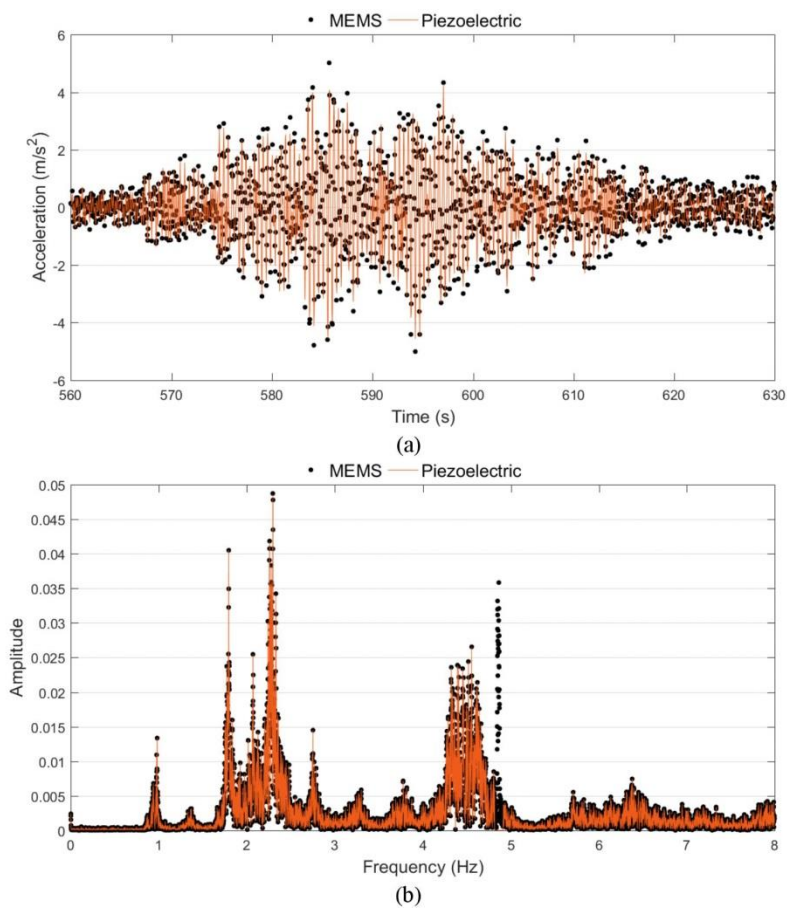 MEMS Piezoelectric
6
4
2
0
-2
-4
-6
Acceleration (m/s²)
560 570 580 590 600 610 620 630
Time (s)
(a)
MEMS Piezoelectric
0.05
0.045
0.04
0.035
0.03
0.025
0.02
0.015
0.01
0.005
0
Amplitude
0 1 2 3 4 5 6 7 8
Frequency (Hz)
(b)